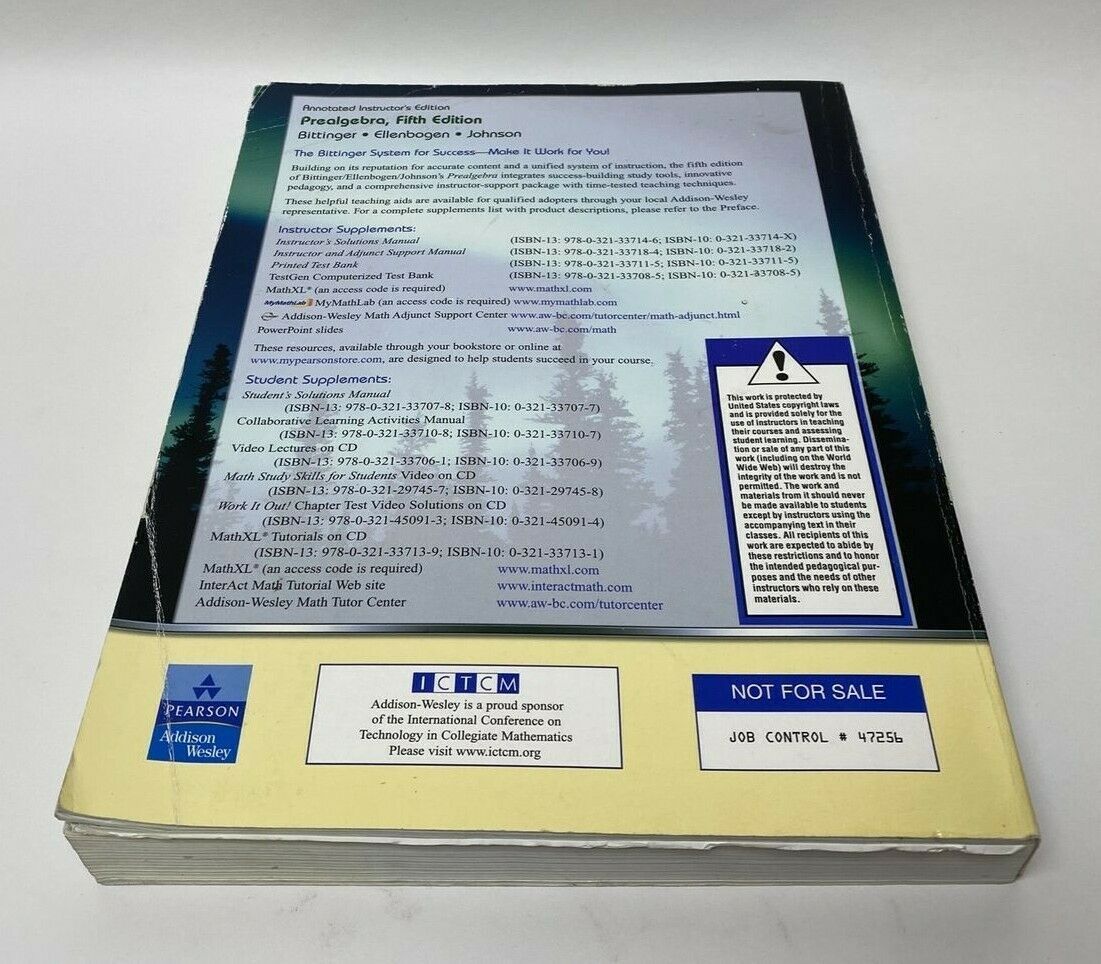 Annotated Instructor's Edition
Prealgebra, Fifth Edition
Bittinger • Ellenbogen • Johnson
The Bittinger System for Success—Make It Work for You!
Building on its reputation for accurate content and a unified system of instruction, the fifth edition
of Bittinger/Ellenbogen/Johnson's Prealgebra integrates success-building study tools, innovative
pedagogy, and a comprehensive instructor-support package with time-tested teaching techniques.
These helpful teaching aids are available for qualified adopters through your local Addison-Wesley
representative. For a complete supplements list with product descriptions, please refer to the Preface.
Instructor Supplements:
Instructor's Solutions Manual (ISBN-13: 978-0-321-33714-6; ISBN-10: 0-321-33714-X)
Instructor and Adjunct Support Manual (ISBN-13: 978-0-321-33718-4; ISBN-10: 0-321-33718-2)
Printed Test Bank (ISBN-13: 978-0-321-33711-5; ISBN-10: 0-321-33711-5)
TestGen Computerized Test Bank (ISBN-13: 978-0-321-33708-5; ISBN-10: 0-321-33708-5)
MathXL® (an access code is required) www.mathxl.com
MyMathLab MyMathLab (an access code is required) www.mymathlab.com
Addison-Wesley Math Adjunct Support Center www.aw-bc.com/tutorcenter/math-adjunct.html
PowerPoint slides www.aw-bc.com/math
These resources, available through your bookstore or online at
www.mypearsonstore.com, are designed to help students succeed in your course.
Student Supplements:
Student's Solutions Manual
(ISBN-13: 978-0-321-33707-8; ISBN-10: 0-321-33707-7)
Collaborative Learning Activities Manual
(ISBN-13: 978-0-321-33710-8; ISBN-10: 0-321-33710-7)
Video Lectures on CD
(ISBN-13: 978-0-321-33706-1; ISBN-10: 0-321-33706-9)
Math Study Skills for Students Video on CD
(ISBN-13: 978-0-321-29745-7; ISBN-10: 0-321-29745-8)
Work It Out! Chapter Test Video Solutions on CD
(ISBN-13: 978-0-321-45091-3; ISBN-10: 0-321-45091-4)
MathXL® Tutorials on CD
(ISBN-13: 978-0-321-33713-9; ISBN-10: 0-321-33713-1)
MathXL® (an access code is required) www.mathxl.com
InterAct Math Tutorial Web site www.interactmath.com
Addison-Wesley Math Tutor Center www.aw-bc.com/tutorcenter
!
This work is protected by
United States copyright laws
and is provided solely for the
use of instructors in teaching
their courses and assessing
student learning. Dissemina-
tion or sale of any part of this
work (including on the World
Wide Web) will destroy the
integrity of the work and is not
permitted. The work and
materials from it should never
be made available to students
except by instructors using the
accompanying text in their
classes. All recipients of this
work are expected to abide by
these restrictions and to honor
the intended pedagogical pur-
poses and the needs of other
instructors who rely on these
materials.
PEARSON
Addison
Wesley
ICTCM
Addison-Wesley is a proud sponsor
of the International Conference on
Technology in Collegiate Mathematics
Please visit www.ictcm.org
NOT FOR SALE
JOB CONTROL # 47256